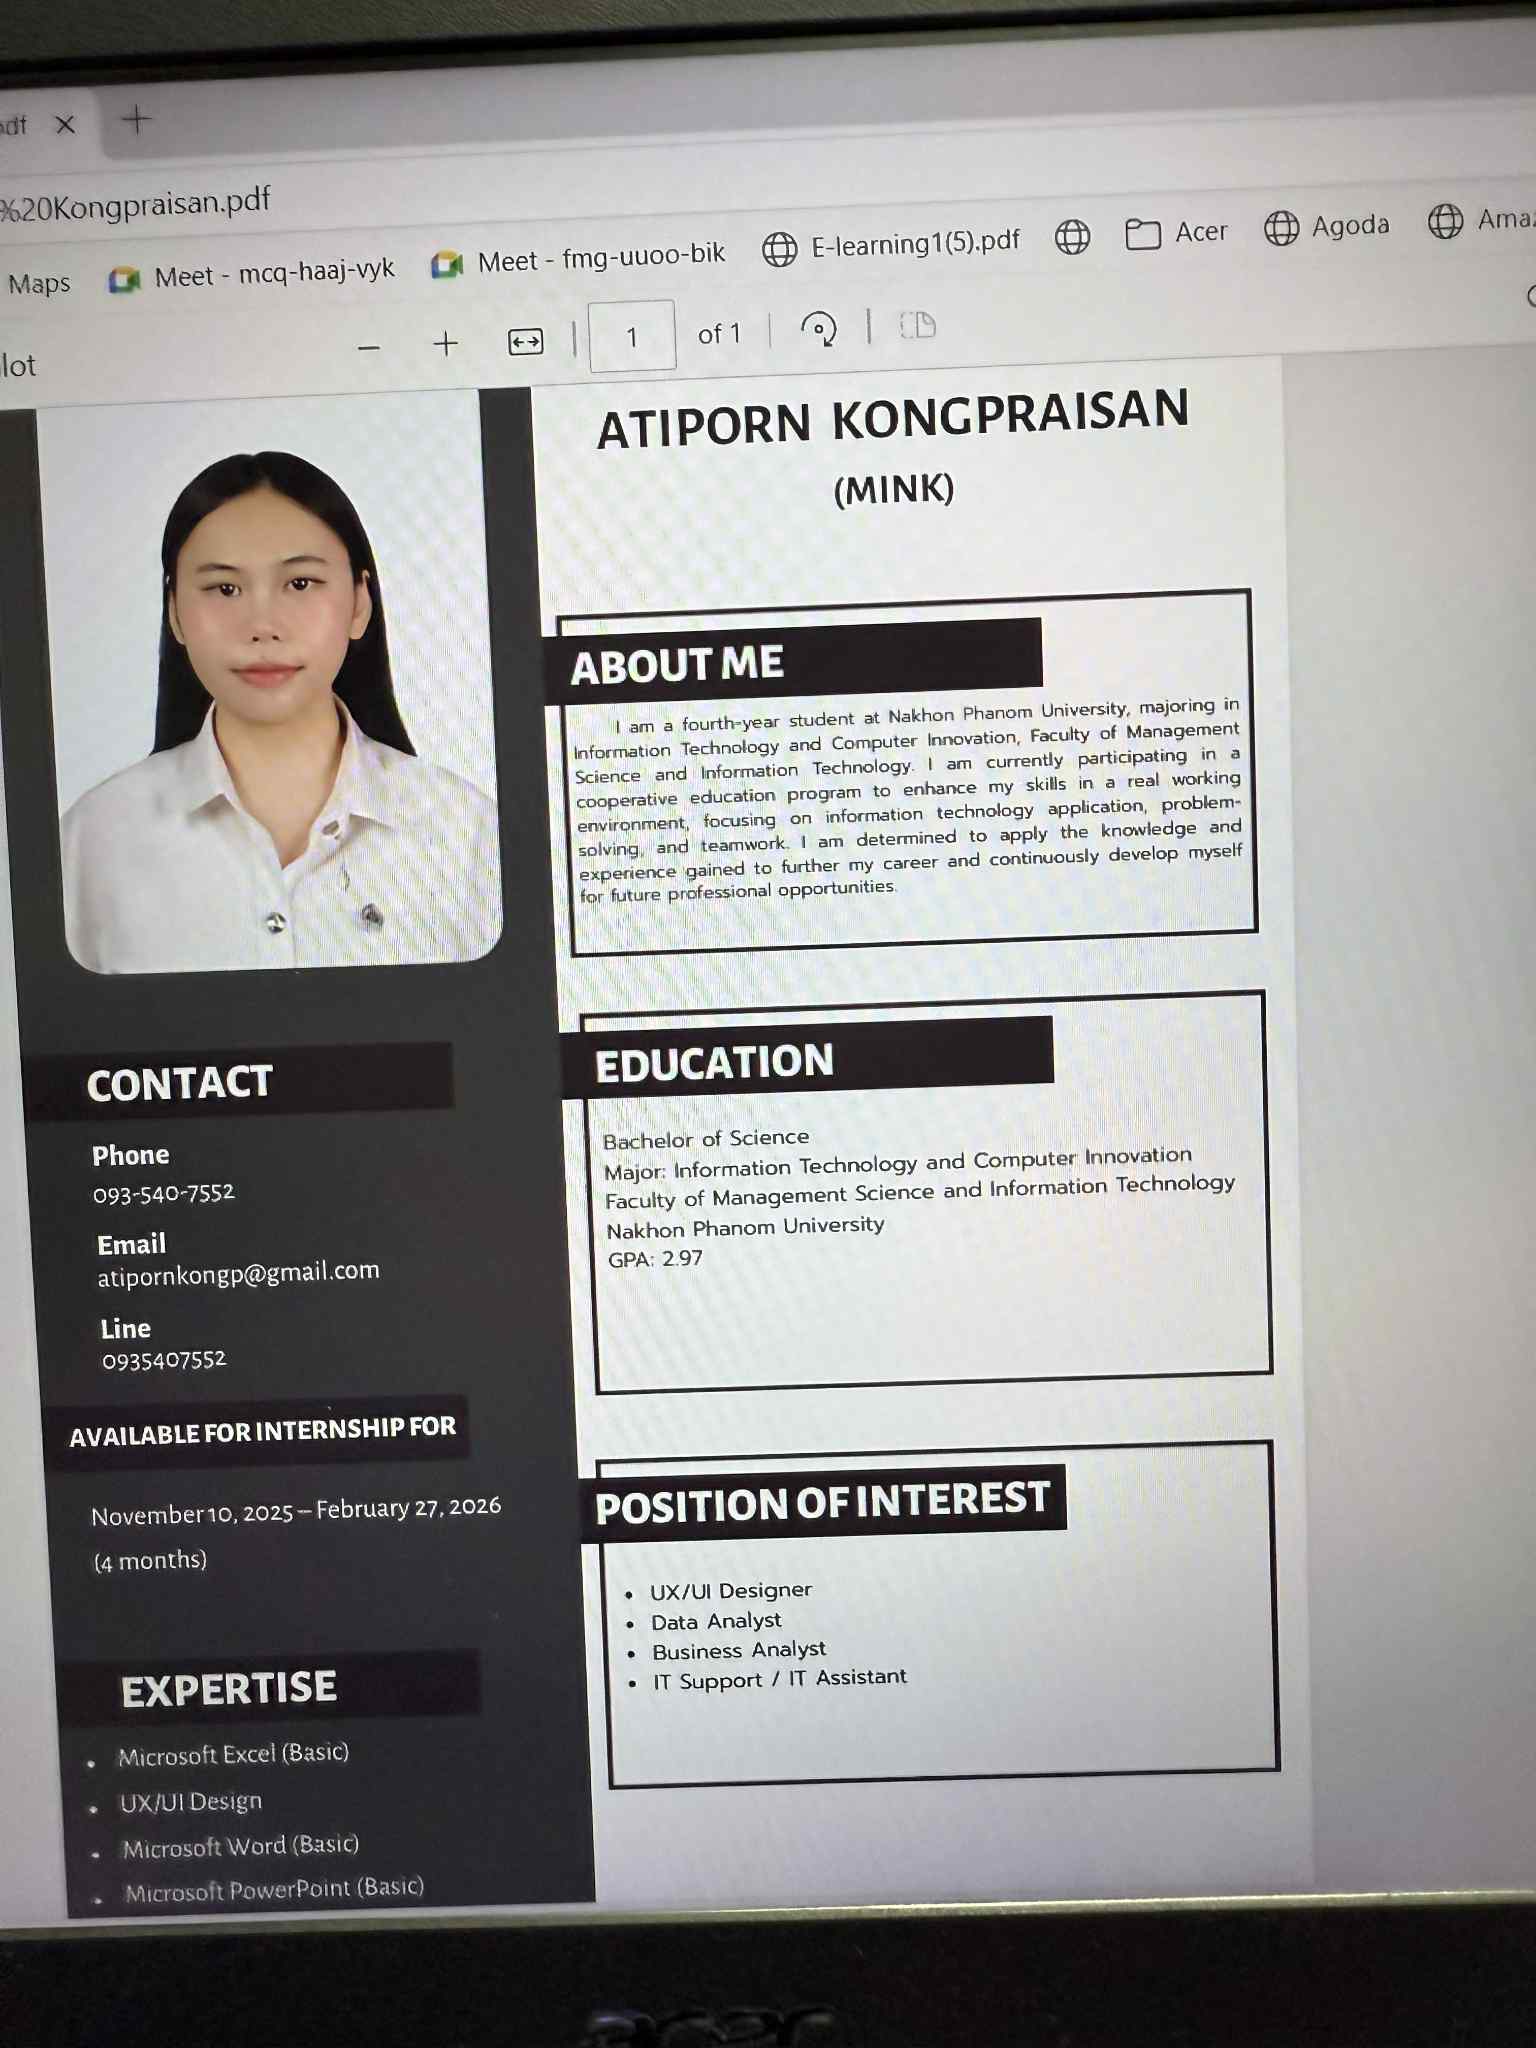 df
%20Kongpraisan.pdf
Maps
Meet - mcq-haaj-vyk
Meet - fmg-uuoo-bik
E-learning1(5).pdf
Acer
Agoda
lot
1
of 1
ATIPORN KONGPRAISAN
(MINK)
ABOUT ME
I am a fourth-year student at Nakhon Phanom University, majoring in
Information Technology and Computer Innovation, Faculty of Management
Science and Information Technology. I am currently participating in a
cooperative education program to enhance my skills in a real working
environment, focusing on information technology application, problem-
solving, and teamwork. I am determined to apply the knowledge and
experience gained to further my career and continuously develop myself
for future professional opportunities.
CONTACT
Phone
093-540-7552
Email
atipornkongp@gmail.com
Line
0935407552
AVAILABLE FOR INTERNSHIP FOR
November 10, 2025 – February 27, 2026
(4 months)
EXPERTISE
• Microsoft Excel (Basic)
• UX/UI Design
• Microsoft Word (Basic)
• Microsoft PowerPoint (Basic)
EDUCATION
Bachelor of Science
Major: Information Technology and Computer Innovation
Faculty of Management Science and Information Technology
Nakhon Phanom University
GPA: 2.97
POSITION OF INTEREST
• UX/UI Designer
• Data Analyst
• Business Analyst
• IT Support / IT Assistant